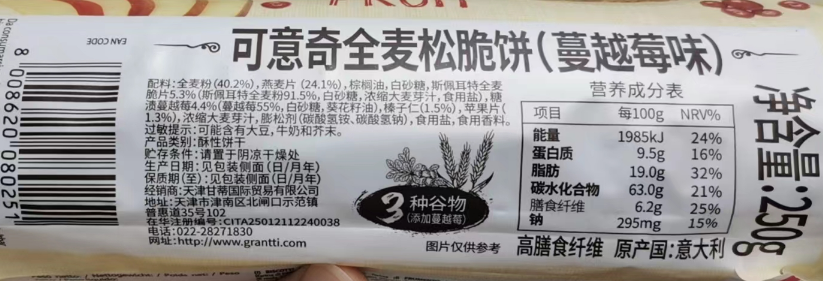 FRUIT
EAN CODE
8 000620 080251
可意奇全麦松脆饼(蔓越莓味)
配料:全麦粉(40.2%),燕麦片(24.1%),棕榈油,白砂糖,斯佩耳特全麦
脆片5.3%(斯佩耳特全麦粉91.5%,白砂糖,浓缩大麦芽汁,食用盐),糖
渍蔓越莓4.4%(蔓越莓55%,白砂糖,葵花籽油),榛子仁(1.5%),苹果片(
1.3%),浓缩大麦芽汁,膨松剂(碳酸氢铵、碳酸氢钠),食用盐,食用香料。
过敏提示:可能含有大豆,牛奶和芥末。
产品类别:酥性饼干
贮存条件:请置于阴凉干燥处
生产日期:见包装侧面(日/月年)
保质期(至):见包装侧面(日/月年)
经销商:天津甘蒂国际贸易有限公司
地址:天津市津南区北闸口示范镇
普惠道35号102
在华注册编号:CITA25012112240038
电话:022-28271830
网址:http://www.grantti.com
3种谷物
(添加蔓越莓)
图片仅供参考
营养成分表
项目 每100g NRV%
能量 1985kJ 24%
蛋白质 9.5g 16%
脂肪 19.0g 32%
碳水化合物 63.0g 21%
膳食纤维 6.2g 25%
钠 295mg 15%
高膳食纤维 原产国:意大利
净含量:250g